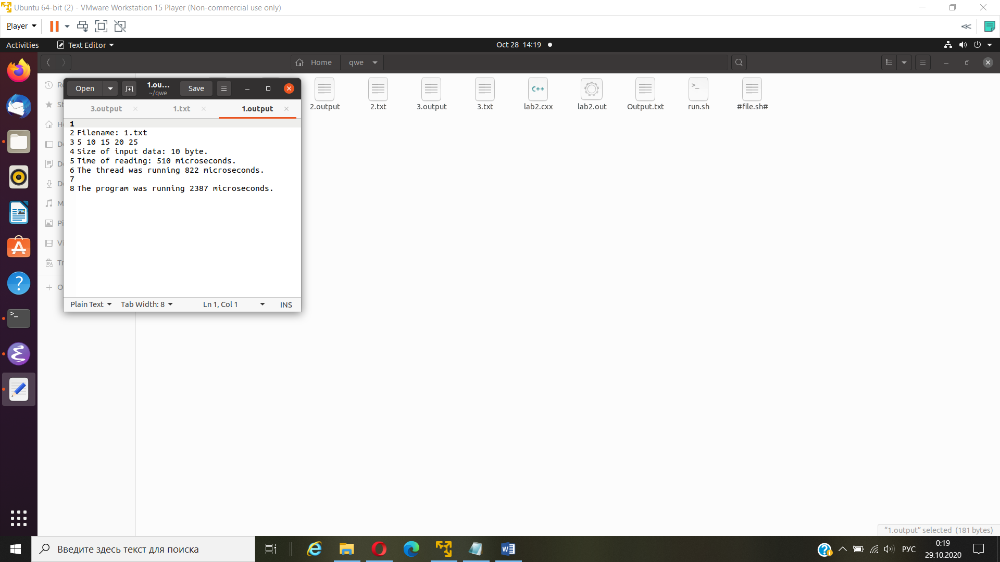 Ubuntu 64-bit (2) - VMware Workstation 15 Player (Non-commercial use only)
Player
Activities
Text Editor
Oct 28 14:19
Home
qwe
Open
1.ou...
~/qwe
Save
3.output
1.txt
1.output
2.output
2.txt
3.output
3.txt
lab2.cxx
lab2.out
Output.txt
run.sh
#file.sh#
1
2 Filename: 1.txt
3 5 10 15 20 25
4 Size of input data: 10 byte.
5 Time of reading: 510 microseconds.
6 The thread was running 822 microseconds.
7
8 The program was running 2387 microseconds.
Plain Text
Tab Width: 8
Ln 1, Col 1
INS
"1.output" selected (181 bytes)
Введите здесь текст для поиска
РУС
0:19
29.10.2020